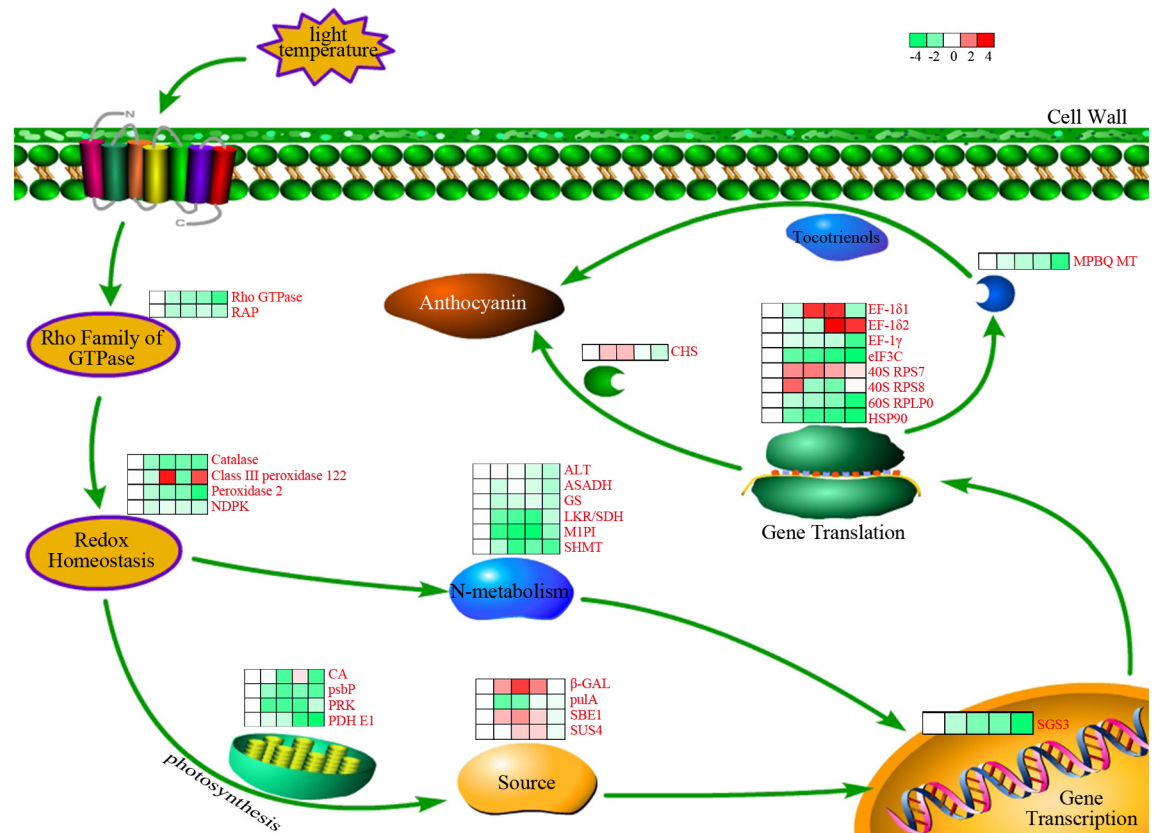 light
temperature
-4 -2 0 2 4
Cell Wall
N
C
Tocotrienols
MPBQ MT
Anthocyanin
Rho GTPase
RAP
Rho Family of
GTPase
EF-1δ1
EF-1δ2
EF-1γ
eIF3C
40S RPS7
40S RPS8
60S RPLP0
HSP90
CHS
Catalase
Class III peroxidase 122
Peroxidase 2
NDPK
ALT
ASADH
GS
LKR/SDH
M1PI
SHMT
Gene Translation
Redox
Homeostasis
N-metabolism
CA
psbP
PRK
PDH E1
β-GAL
pulA
SBE1
SUS4
SGS3
photosynthesis
Source
Gene
Transcription